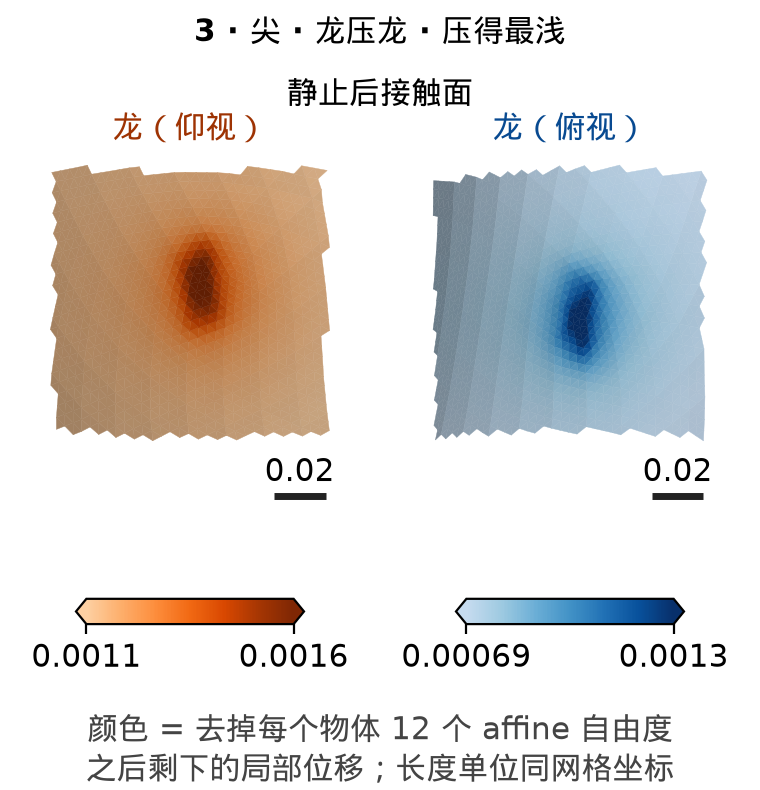 3 · 尖 · 龙压龙 · 压得最浅
静止后接触面
龙（仰视）
龙（俯视）
0.02
0.02
0.0011
0.0016
0.00069
0.0013
颜色 = 去掉每个物体 12 个 affine 自由度
之后剩下的局部位移；长度单位同网格坐标